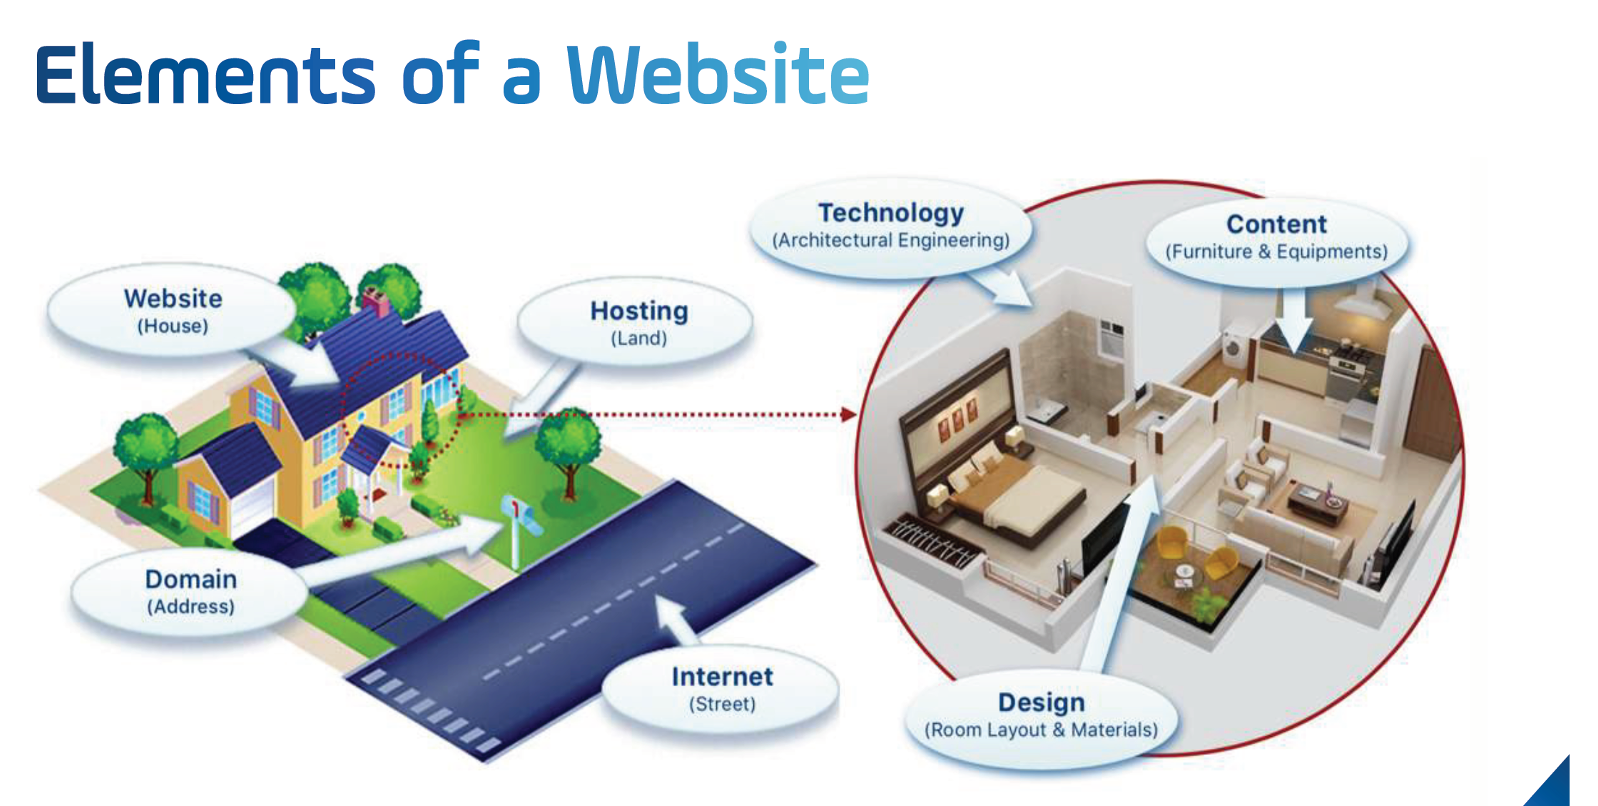 Elements of a Website
Technology
(Architectural Engineering)
Content
(Furniture & Equipments)
Website
(House)
Hosting
(Land)
Domain
(Address)
Internet
(Street)
Design
(Room Layout & Materials)